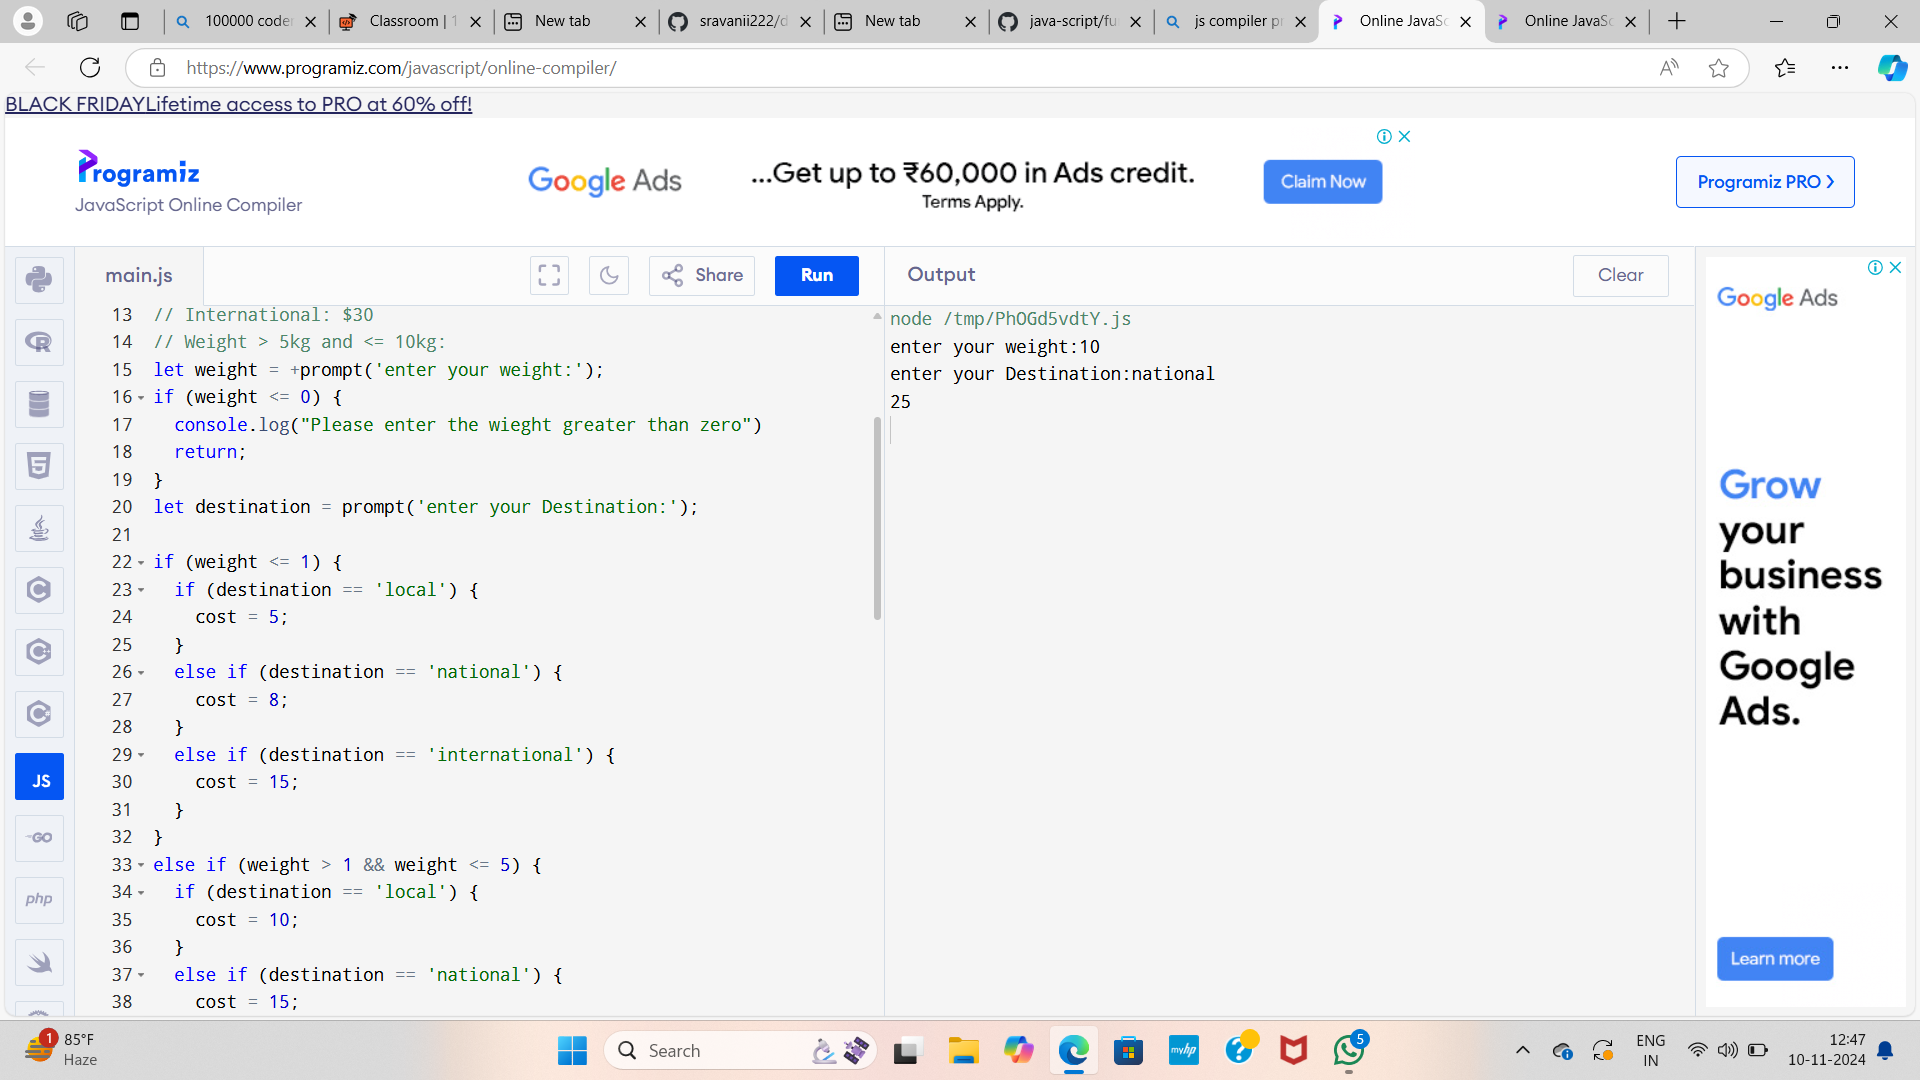 100000 coder
Classroom | 1
New tab
sravanii222/d
New tab
java-script/fu
js compiler pr
Online JavaSc
Online JavaSc
https://www.programiz.com/javascript/online-compiler/
BLACK FRIDAYLifetime access to PRO at 60% off!
Programiz
JavaScript Online Compiler
Google Ads
...Get up to ₹60,000 in Ads credit.
Terms Apply.
Claim Now
Programiz PRO
main.js
Share
Run
Output
Clear
13 // International: $30
14 // Weight > 5kg and <= 10kg:
15 let weight = +prompt('enter your weight:');
16 if (weight <= 0) {
17 console.log("Please enter the wieght greater than zero")
18 return;
19 }
20 let destination = prompt('enter your Destination:');
21
22 if (weight <= 1) {
23 if (destination == 'local') {
24 cost = 5;
25 }
26 else if (destination == 'national') {
27 cost = 8;
28 }
29 else if (destination == 'international') {
30 cost = 15;
31 }
32 }
33 else if (weight > 1 && weight <= 5) {
34 if (destination == 'local') {
35 cost = 10;
36 }
37 else if (destination == 'national') {
38 cost = 15;
node /tmp/PhOGd5vdtY.js
enter your weight:10
enter your Destination:national
25
Google Ads
Grow
your
business
with
Google
Ads.
Learn more
R
5
C
C
C
JS
GO
php
1
85°F
Haze
Search
myhp
5
ENG
IN
12:47
10-11-2024